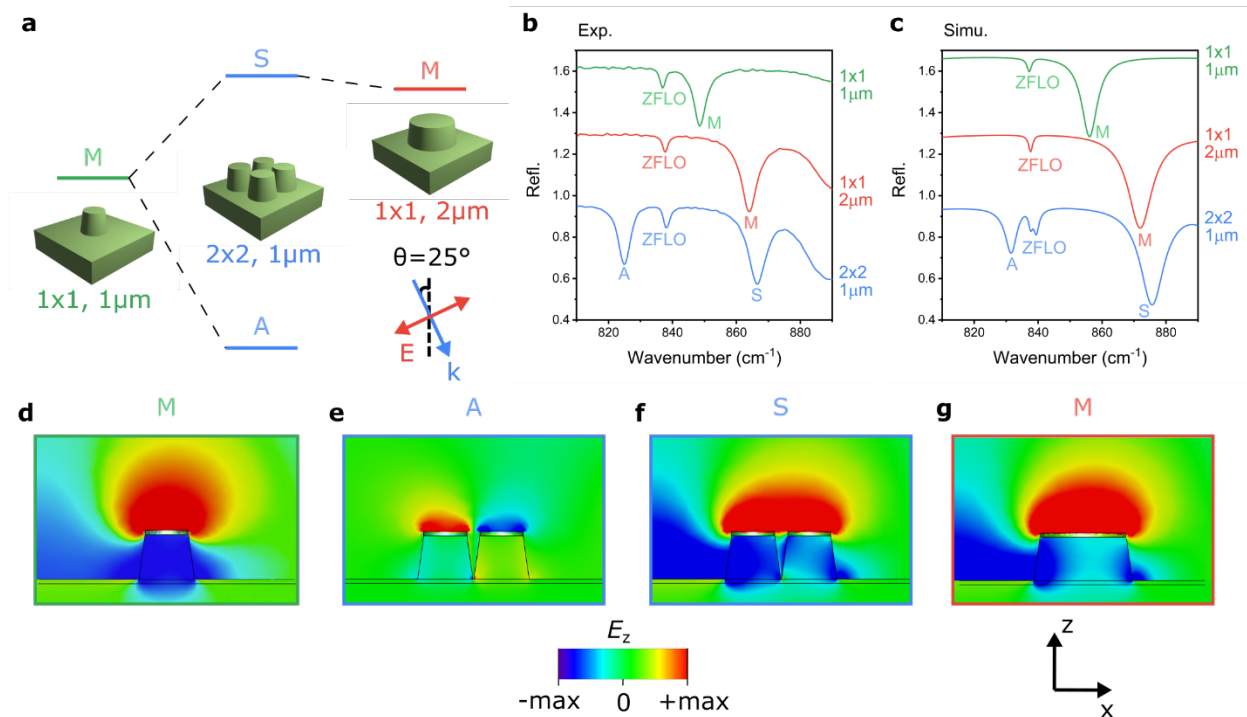 a
S
M
M
1x1, 1μm
2x2, 1μm
1x1, 2μm
θ=25°
E
k
b
Exp.
1.6
1.4
1.2
1.0
0.8
0.6
0.4
Refl.
820
840
860
880
Wavenumber (cm⁻¹)
ZFLO
M
1x1
1μm
ZFLO
M
1x1
2μm
A
ZFLO
S
2x2
1μm
c
Simu.
1.6
1.4
1.2
1.0
0.8
0.6
0.4
Refl.
820
840
860
880
Wavenumber (cm⁻¹)
ZFLO
M
1x1
1μm
ZFLO
M
1x1
2μm
A
ZFLO
S
2x2
1μm
A
d
M
e
A
f
S
g
M
Ez
-max
0
+max
z
x